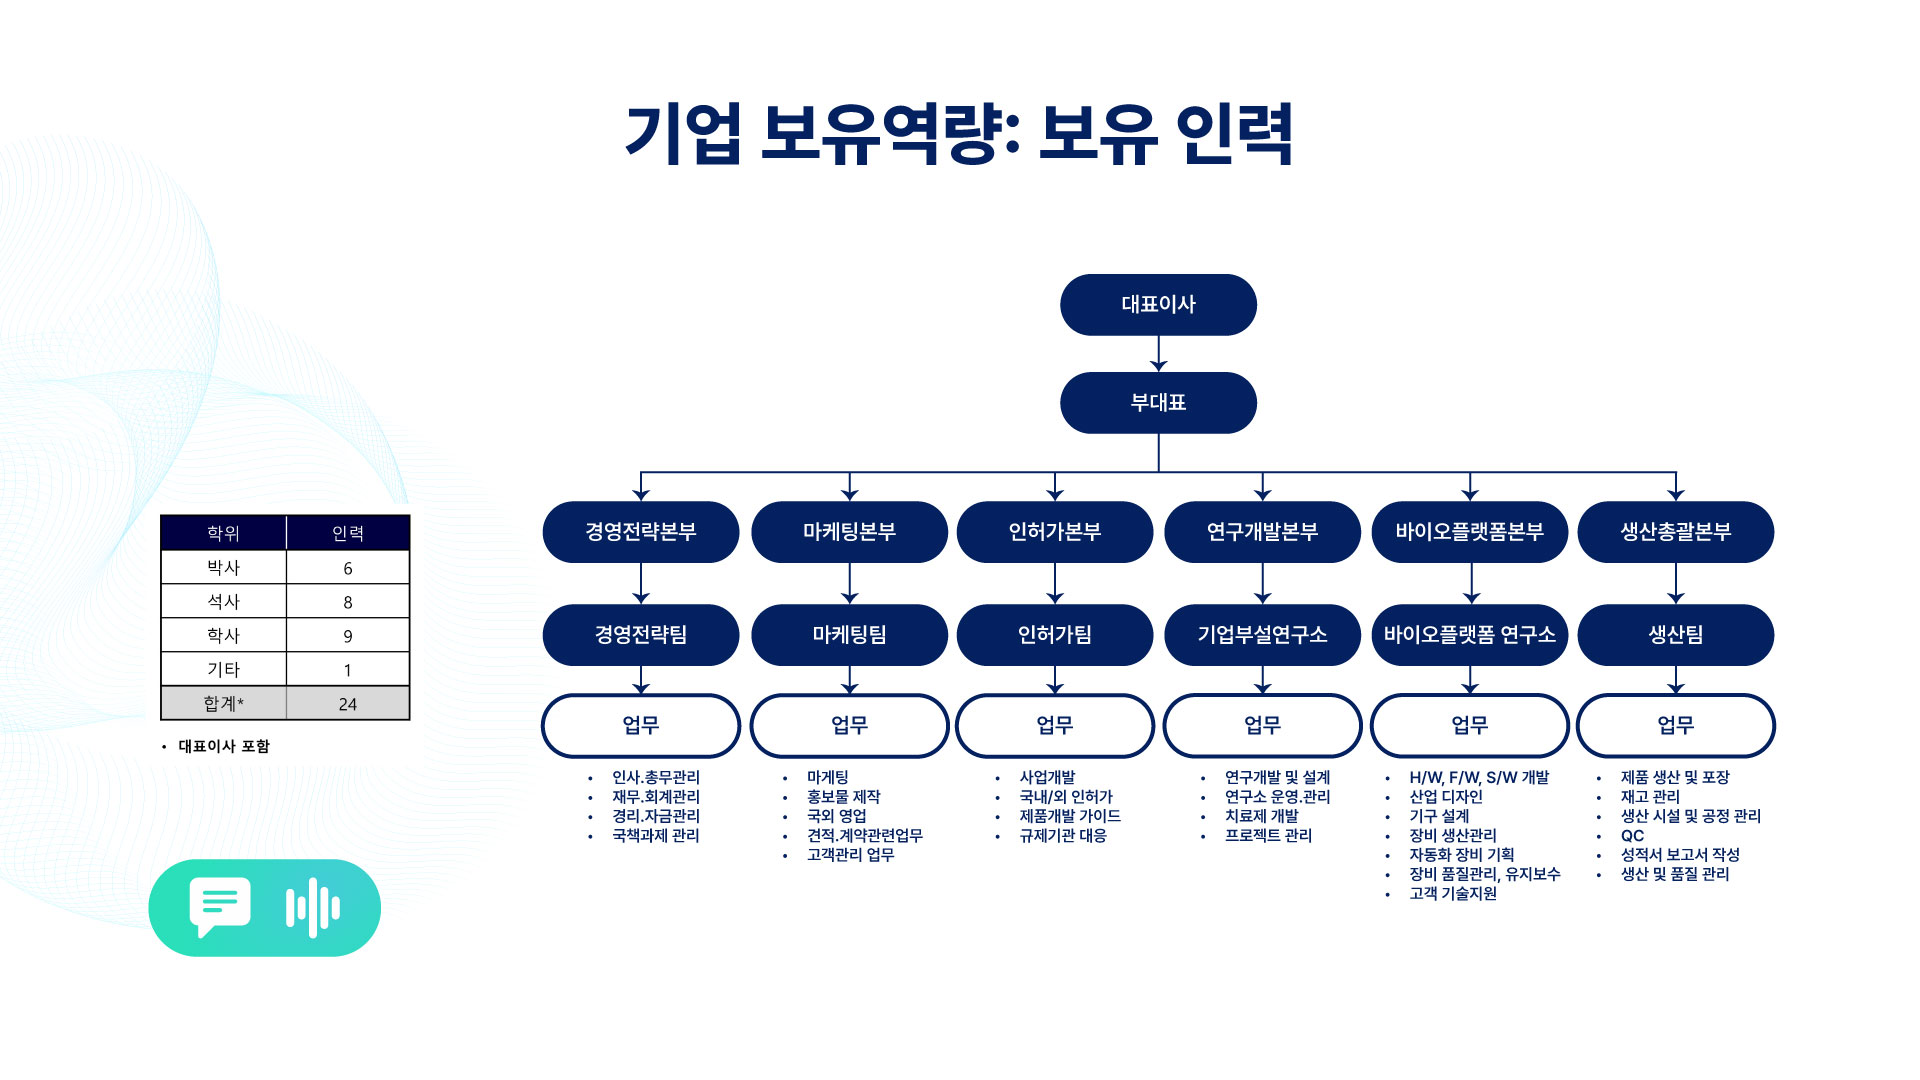 기업 보유역량: 보유 인력
대표이사
부대표
경영전략본부
마케팅본부
인허가본부
연구개발본부
바이오플랫폼본부
생산총괄본부
경영전략팀
마케팅팀
인허가팀
기업부설연구소
바이오플랫폼 연구소
생산팀
업무
업무
업무
업무
업무
업무
• 인사.총무관리
• 재무.회계관리
• 경리.자금관리
• 국책과제 관리
• 마게팅
• 홍보물 제작
• 국외 영업
• 견적.계약관련업무
• 고객관리 업무
• 사업개발
• 국내/외 인허가
• 제품개발 가이드
• 규제기관 대응
• 연구개발 및 설계
• 연구소 운영.관리
• 치료제 개발
• 프로젝트 관리
• H/W, F/W, S/W 개발
• 산업 디자인
• 기구 설계
• 장비 생산관리
• 자동화 장비 기획
• 장비 품질관리, 유지보수
• 고객 기술지원
• 제품 생산 및 포장
• 재고 관리
• 생산 시설 및 공정 관리
• QC
• 성적서 보고서 작성
• 생산 및 품질 관리
학위 인력
박사 6
석사 8
학사 9
기타 1
합계* 24
• 대표이사 포함